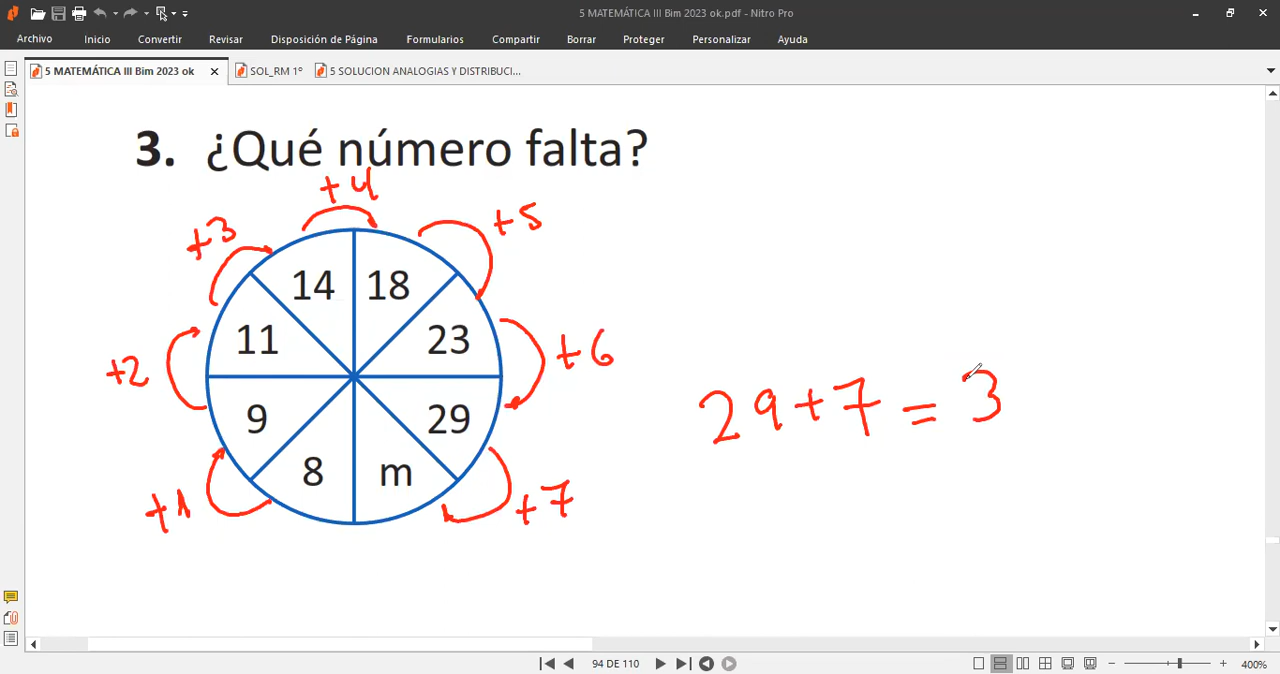 5 MATEMÁTICA III Bim 2023 ok.pdf - Nitro Pro
Archivo Inicio Convertir Revisar Disposición de Página Formularios Compartir Borrar Proteger Personalizar Ayuda
5 MATEMÁTICA III Bim 2023 ok SOL_RM 1º 5 SOLUCION ANALOGIAS Y DISTRIBUCI...
3. ¿Qué número falta?
+4
+3 +5
14 18
11 23
+2 +6
29+7=3
9 29
8 m
+1 +7
94 DE 110
400%